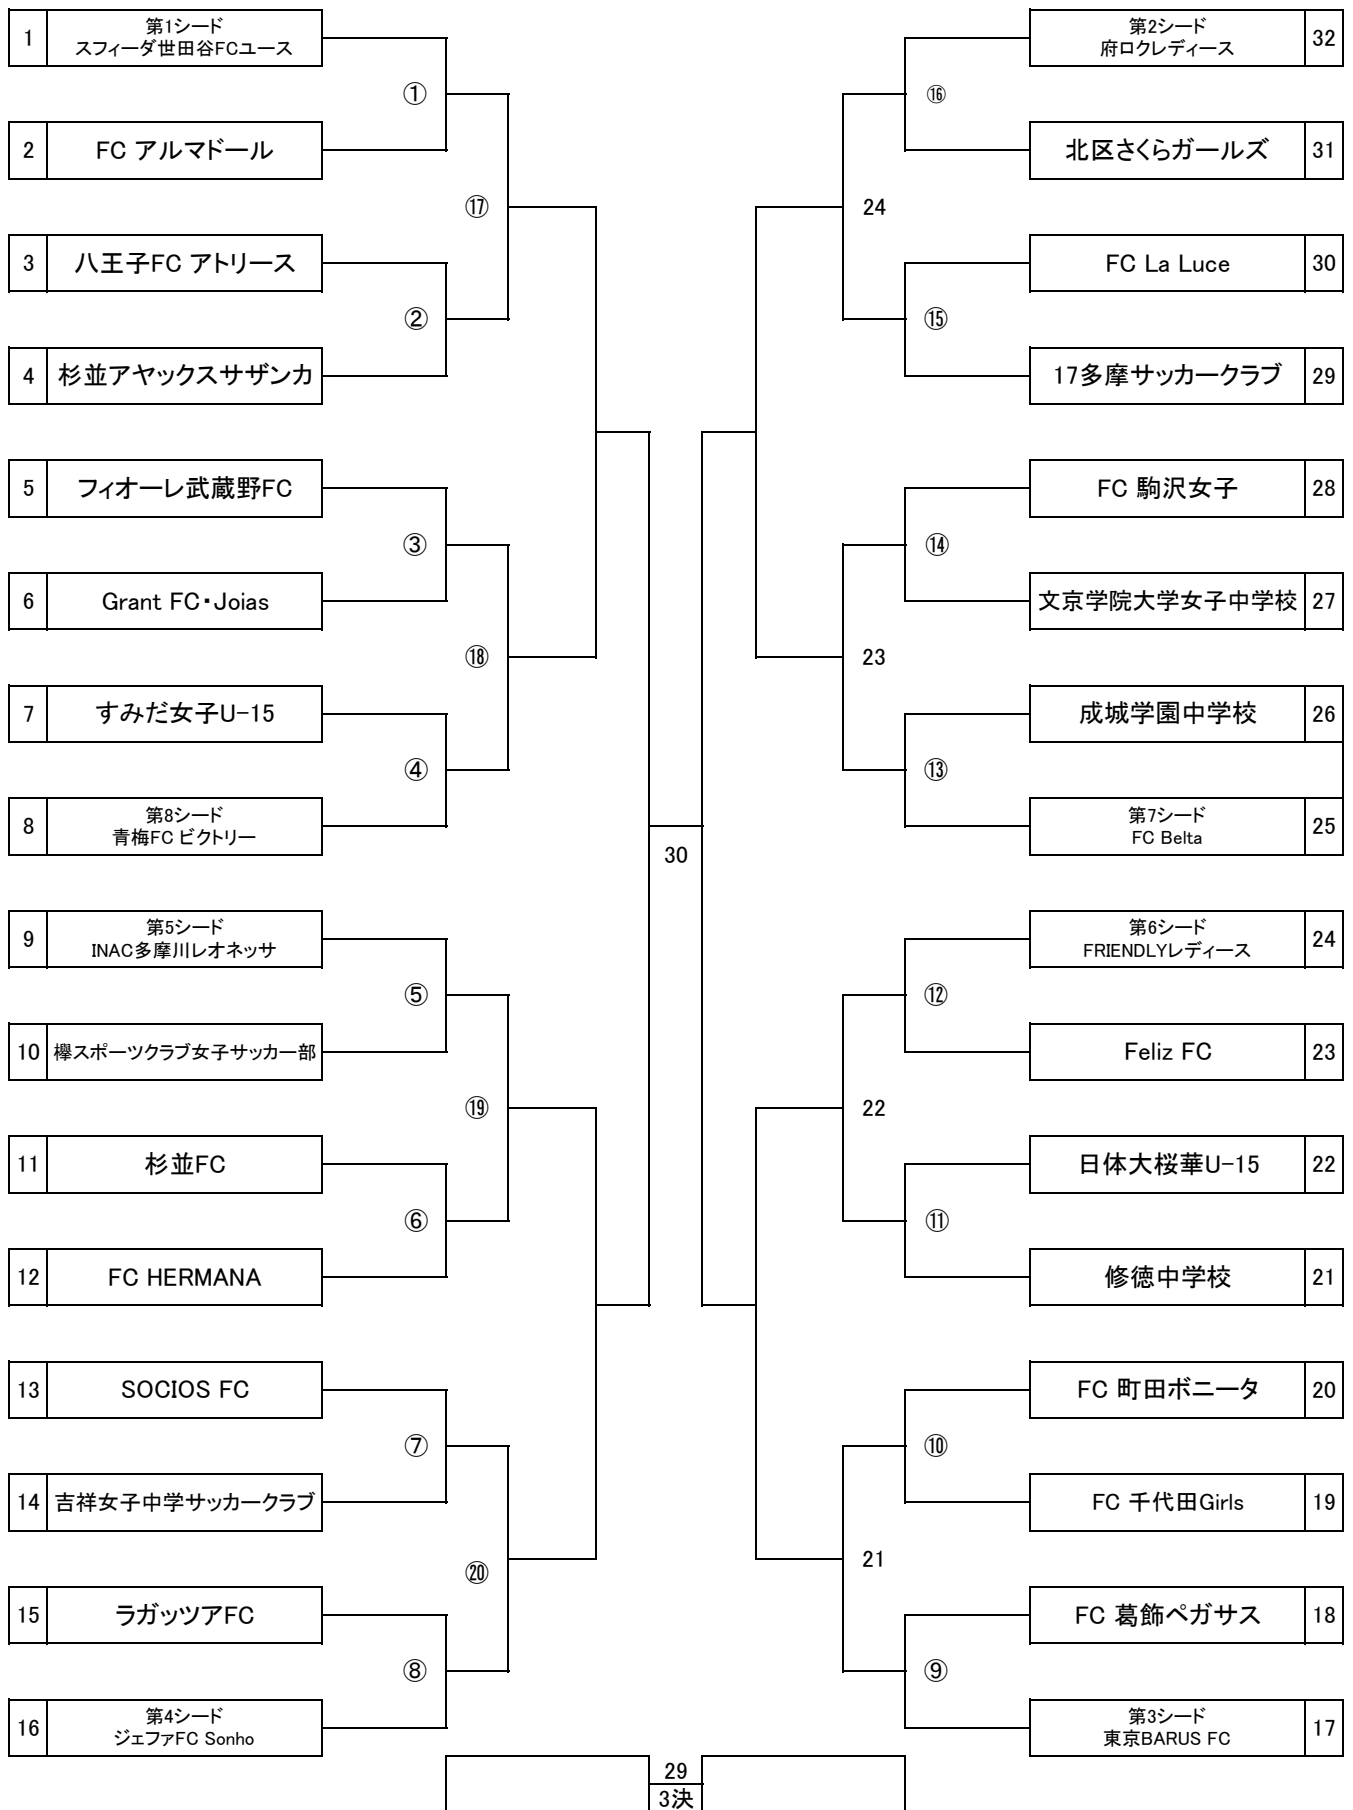 1
第1シード
スフィーダ世田谷FCユース
①
2
FC アルマドール
⑰
3
八王子FC アトリース
②
4
杉並アヤックスサザンカ
5
フィオーレ武蔵野FC
③
6
Grant FC・Joias
⑱
7
すみだ女子U-15
④
8
第8シード
青梅FC ビクトリー
9
第5シード
INAC多摩川レオネッサ
⑤
10
欅スポーツクラブ女子サッカー部
⑲
11
杉並FC
⑥
12
FC HERMANA
13
SOCIOS FC
⑦
14
吉祥女子中学サッカークラブ
⑳
15
ラガッツアFC
⑧
16
第4シード
ジェファFC Sonho
30
29
3決
第2シード
府ロクレディース
32
⑯
北区さくらガールズ
31
24
FC La Luce
30
⑮
17多摩サッカークラブ
29
FC 駒沢女子
28
⑭
文京学院大学女子中学校
27
23
成城学園中学校
26
⑬
第7シード
FC Belta
25
第6シード
FRIENDLYレディース
24
⑫
Feliz FC
23
22
日体大桜華U-15
22
⑪
修徳中学校
21
FC 町田ボニータ
20
⑩
FC 千代田Girls
19
21
FC 葛飾ペガサス
18
⑨
第3シード
東京BARUS FC
17